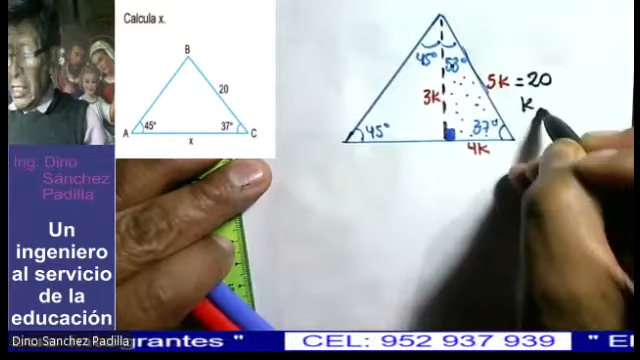 Calcula x.
B
20
A
45°
37°
C
x
45°
53°
5k = 20
k
3k
45°
37°
4k
Ing. Dino
Sánchez
Padilla
Un
ingeniero
al servicio
de la
educación
Dino Sanchez Padilla
grantes "
CEL: 952 937 939